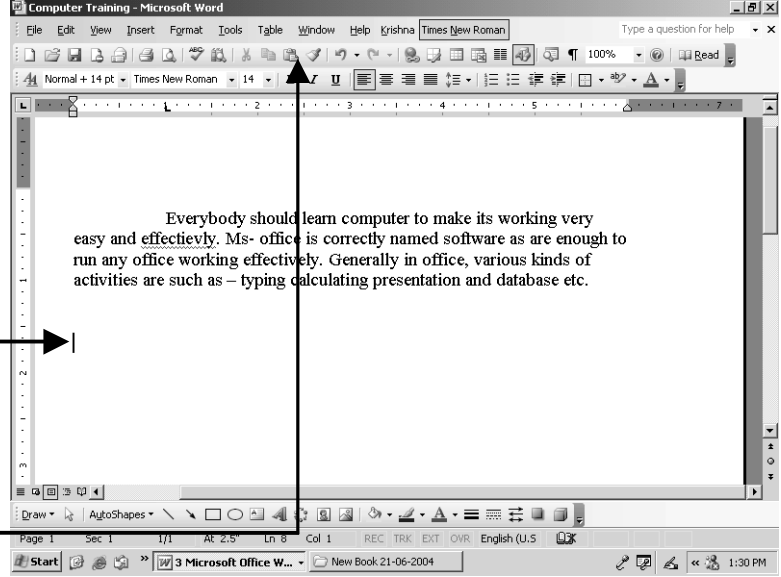 Computer Training - Microsoft Word
File Edit View Insert Format Tools Table Window Help Krishna Times New Roman Type a question for help
100% Read
Normal + 14 pt Times New Roman 14 I U
L 2 3 4 5 7
Everybody should learn computer to make its working very
easy and effectievly. Ms- office is correctly named software as are enough to
run any office working effectively. Generally in office, various kinds of
activities are such as – typing calculating presentation and database etc.
Draw AutoShapes
Page 1 Sec 1 1/1 At 2.5" Ln 8 Col 1 REC TRK EXT OVR English (U.S
Start » 3 Microsoft Office W... New Book 21-06-2004 « 1:30 PM